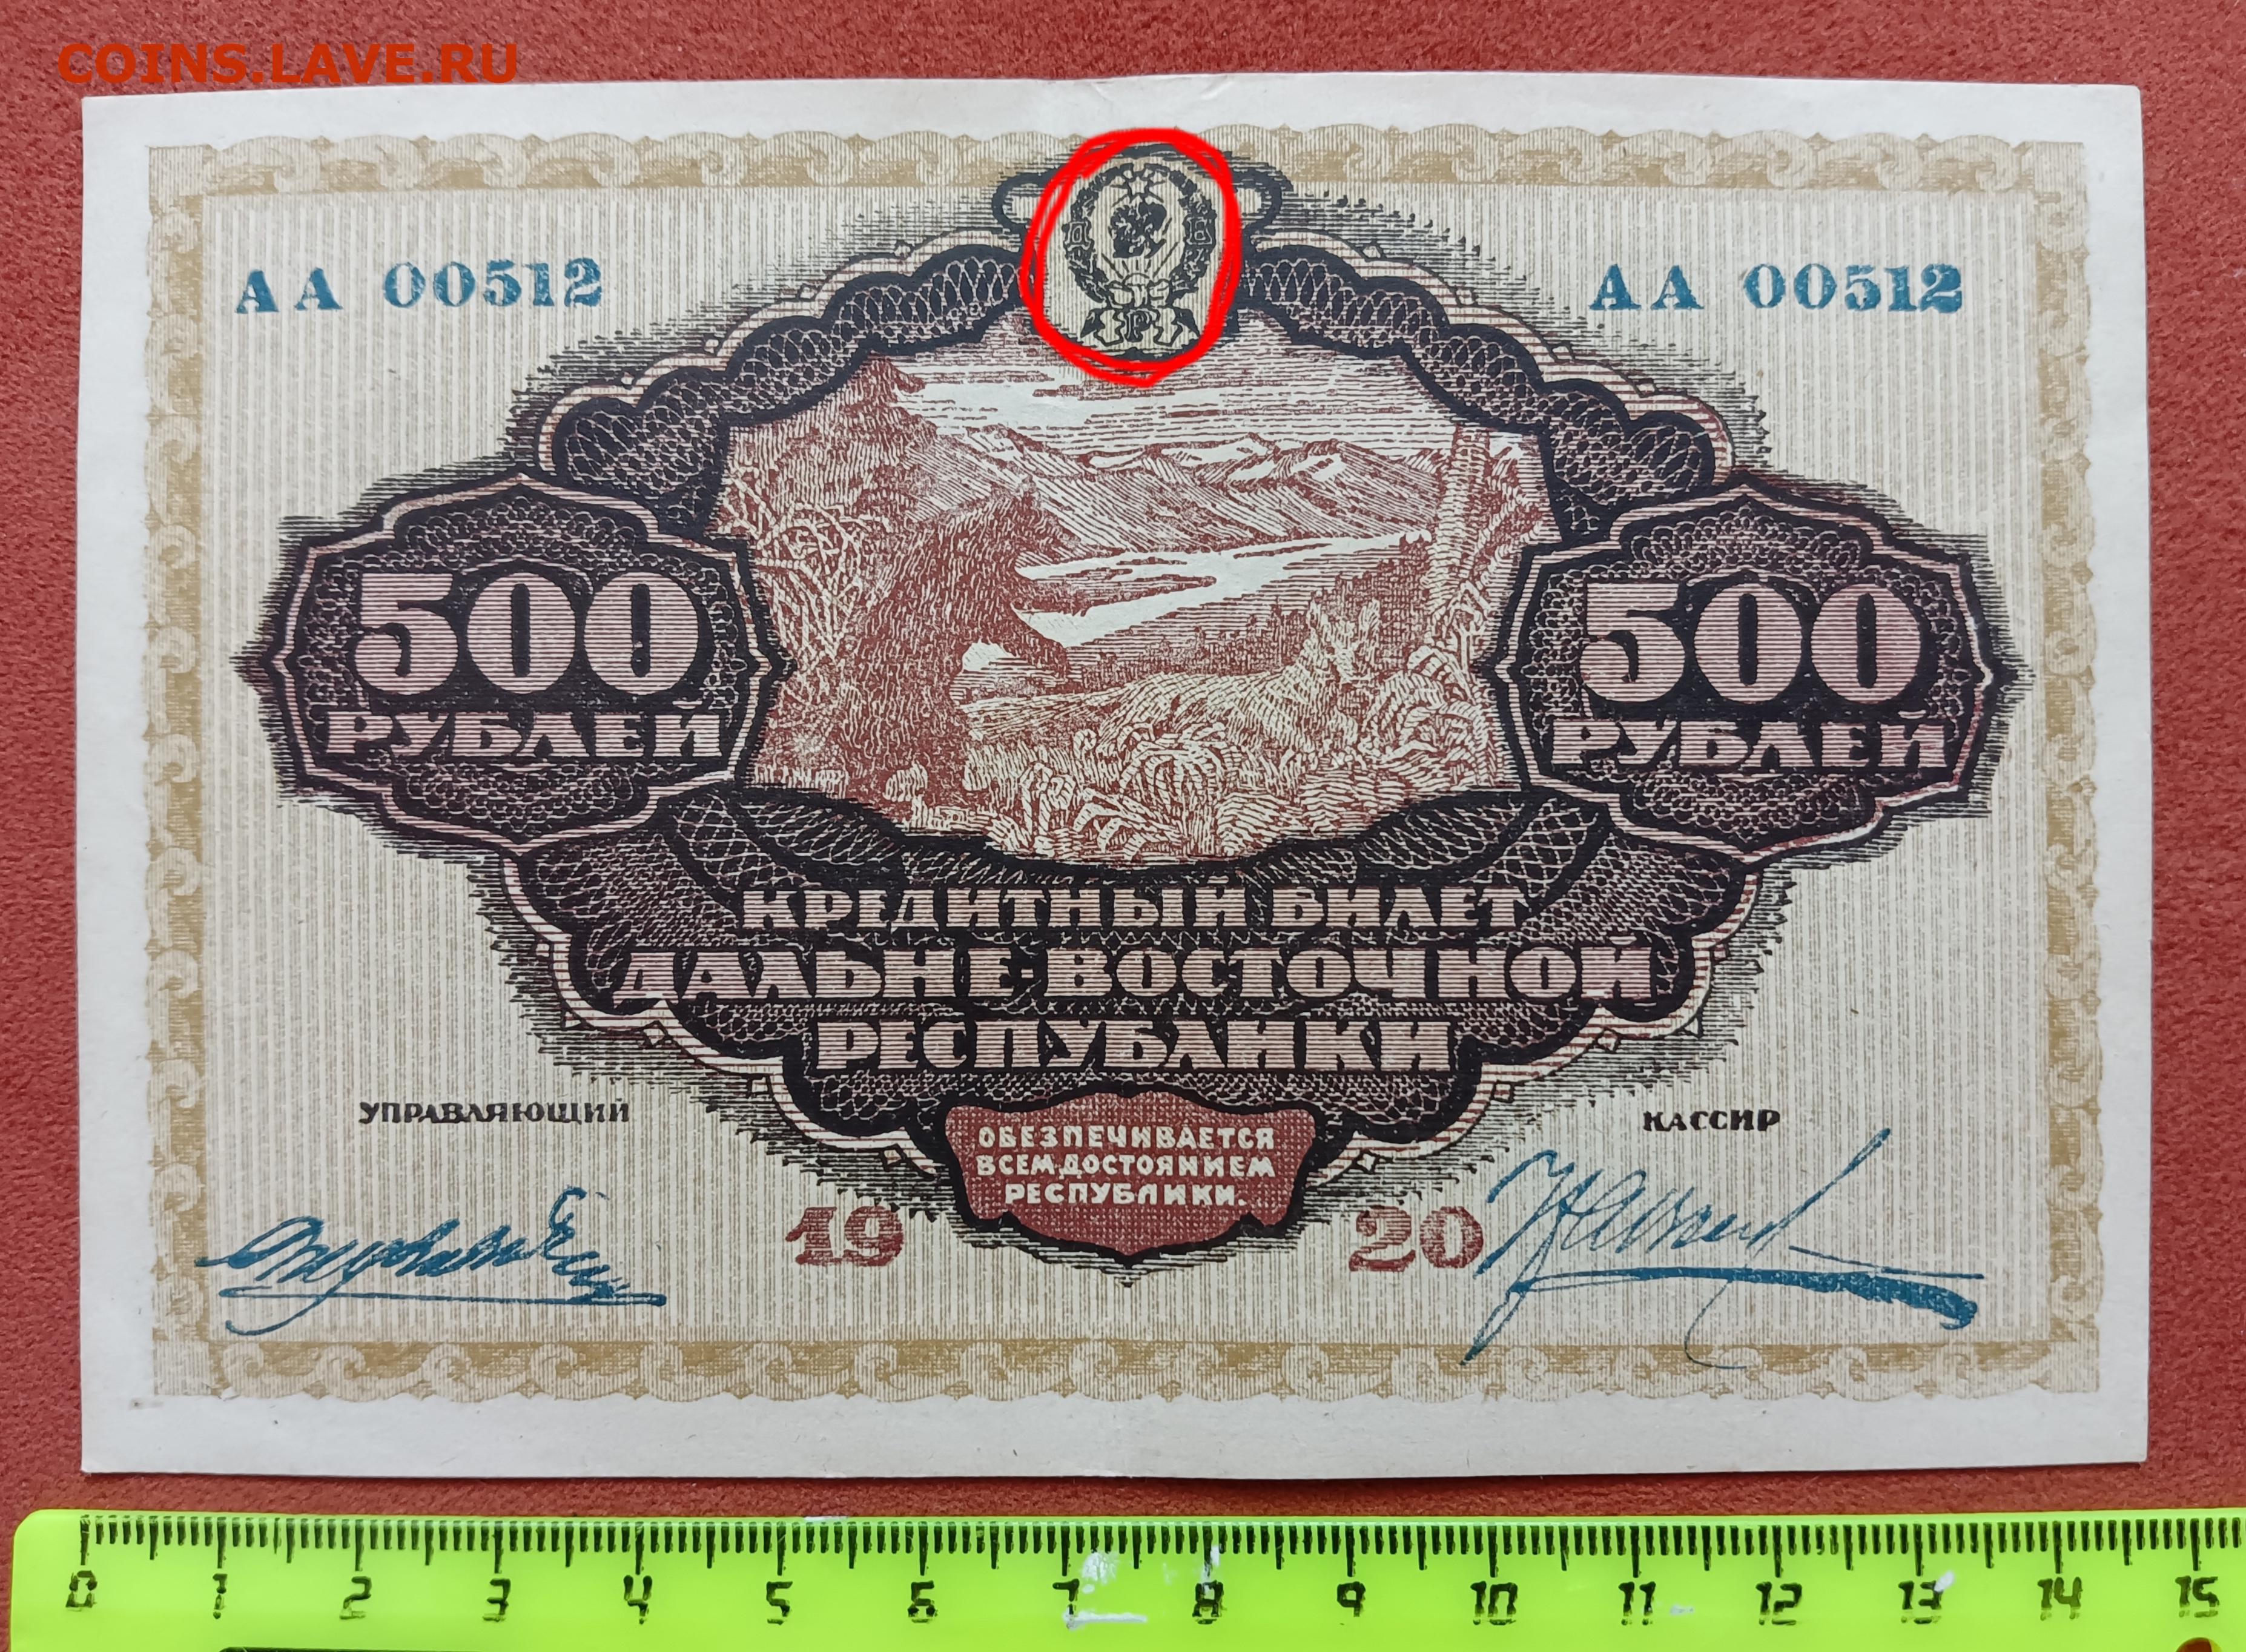 COINS.LAVE.RU
АА 00512
АА 00512
Д В
Р
500
РУБЛЕЙ
500
РУБЛЕЙ
КРЕДИТНЫЙ БИЛЕТ
ДАЛЬНЕ-ВОСТОЧНОЙ
РЕСПУБЛИКИ
УПРАВЛЯЮЩИЙ
КАССИР
ОБЕЗПЕЧИВАЕТСЯ
ВСЕМ ДОСТОЯНИЕМ
РЕСПУБЛИКИ.
19 20
0 1 2 3 4 5 6 7 8 9 10 11 12 13 14 15